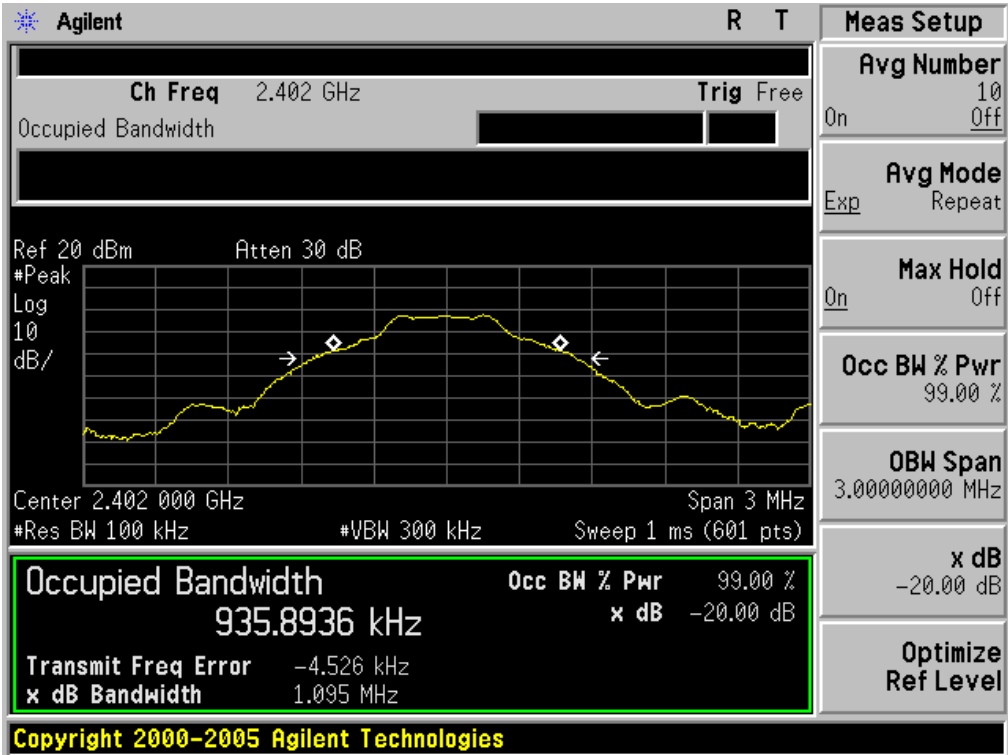 Agilent R T
Ch Freq 2.402 GHz Trig Free
Occupied Bandwidth
Ref 20 dBm Atten 30 dB
#Peak
Log
10
dB/
Center 2.402 000 GHz Span 3 MHz
#Res BW 100 kHz #VBW 300 kHz Sweep 1 ms (601 pts)
Occupied Bandwidth
935.8936 kHz
Occ BW % Pwr 99.00 %
x dB -20.00 dB
Transmit Freq Error -4.526 kHz
x dB Bandwidth 1.095 MHz
Copyright 2000-2005 Agilent Technologies
Meas Setup
Avg Number
10
On Off
Avg Mode
Exp Repeat
Max Hold
On Off
Occ BW % Pwr
99.00 %
OBW Span
3.00000000 MHz
x dB
-20.00 dB
Optimize
Ref Level